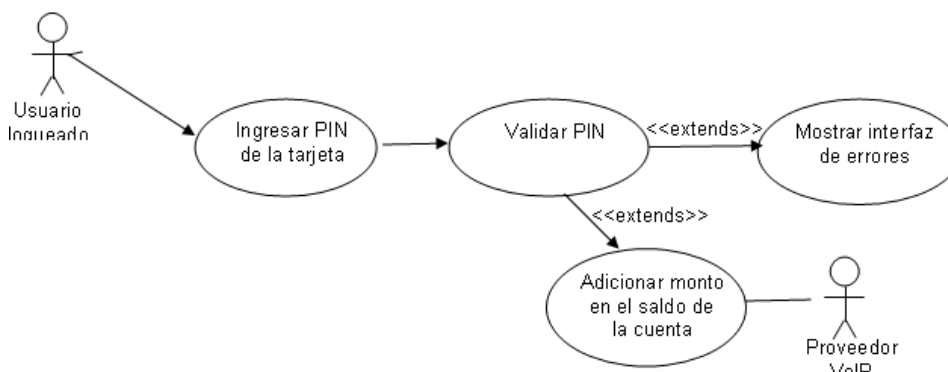 Usuario
logueado
Ingresar PIN
de la tarjeta
Validar PIN
<<extends>>
Mostrar interfaz
de errores
<<extends>>
Adicionar monto
en el saldo de
la cuenta
Proveedor
VoIP